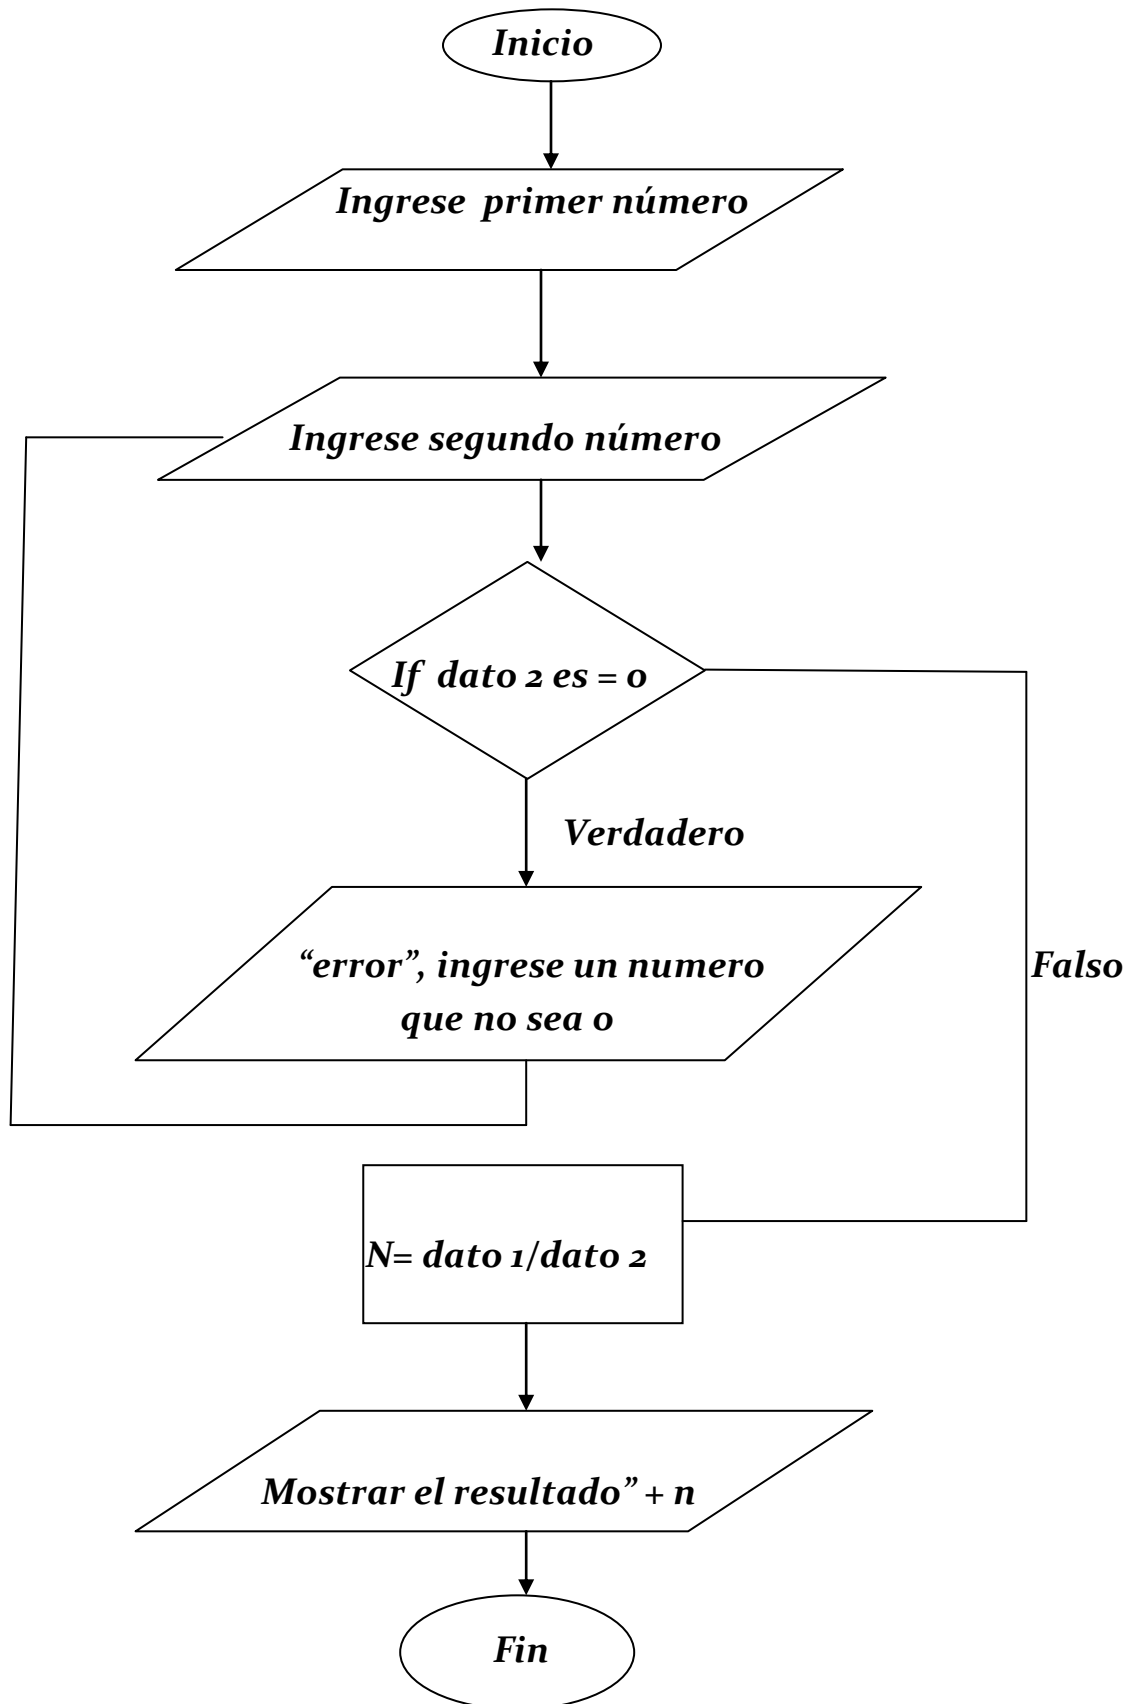 Inicio
Ingrese primer número
Ingrese segundo número
If dato 2 es = 0
Verdadero
“error”, ingrese un numero
que no sea 0
Falso
N= dato 1/dato 2
Mostrar el resultado” + n
Fin